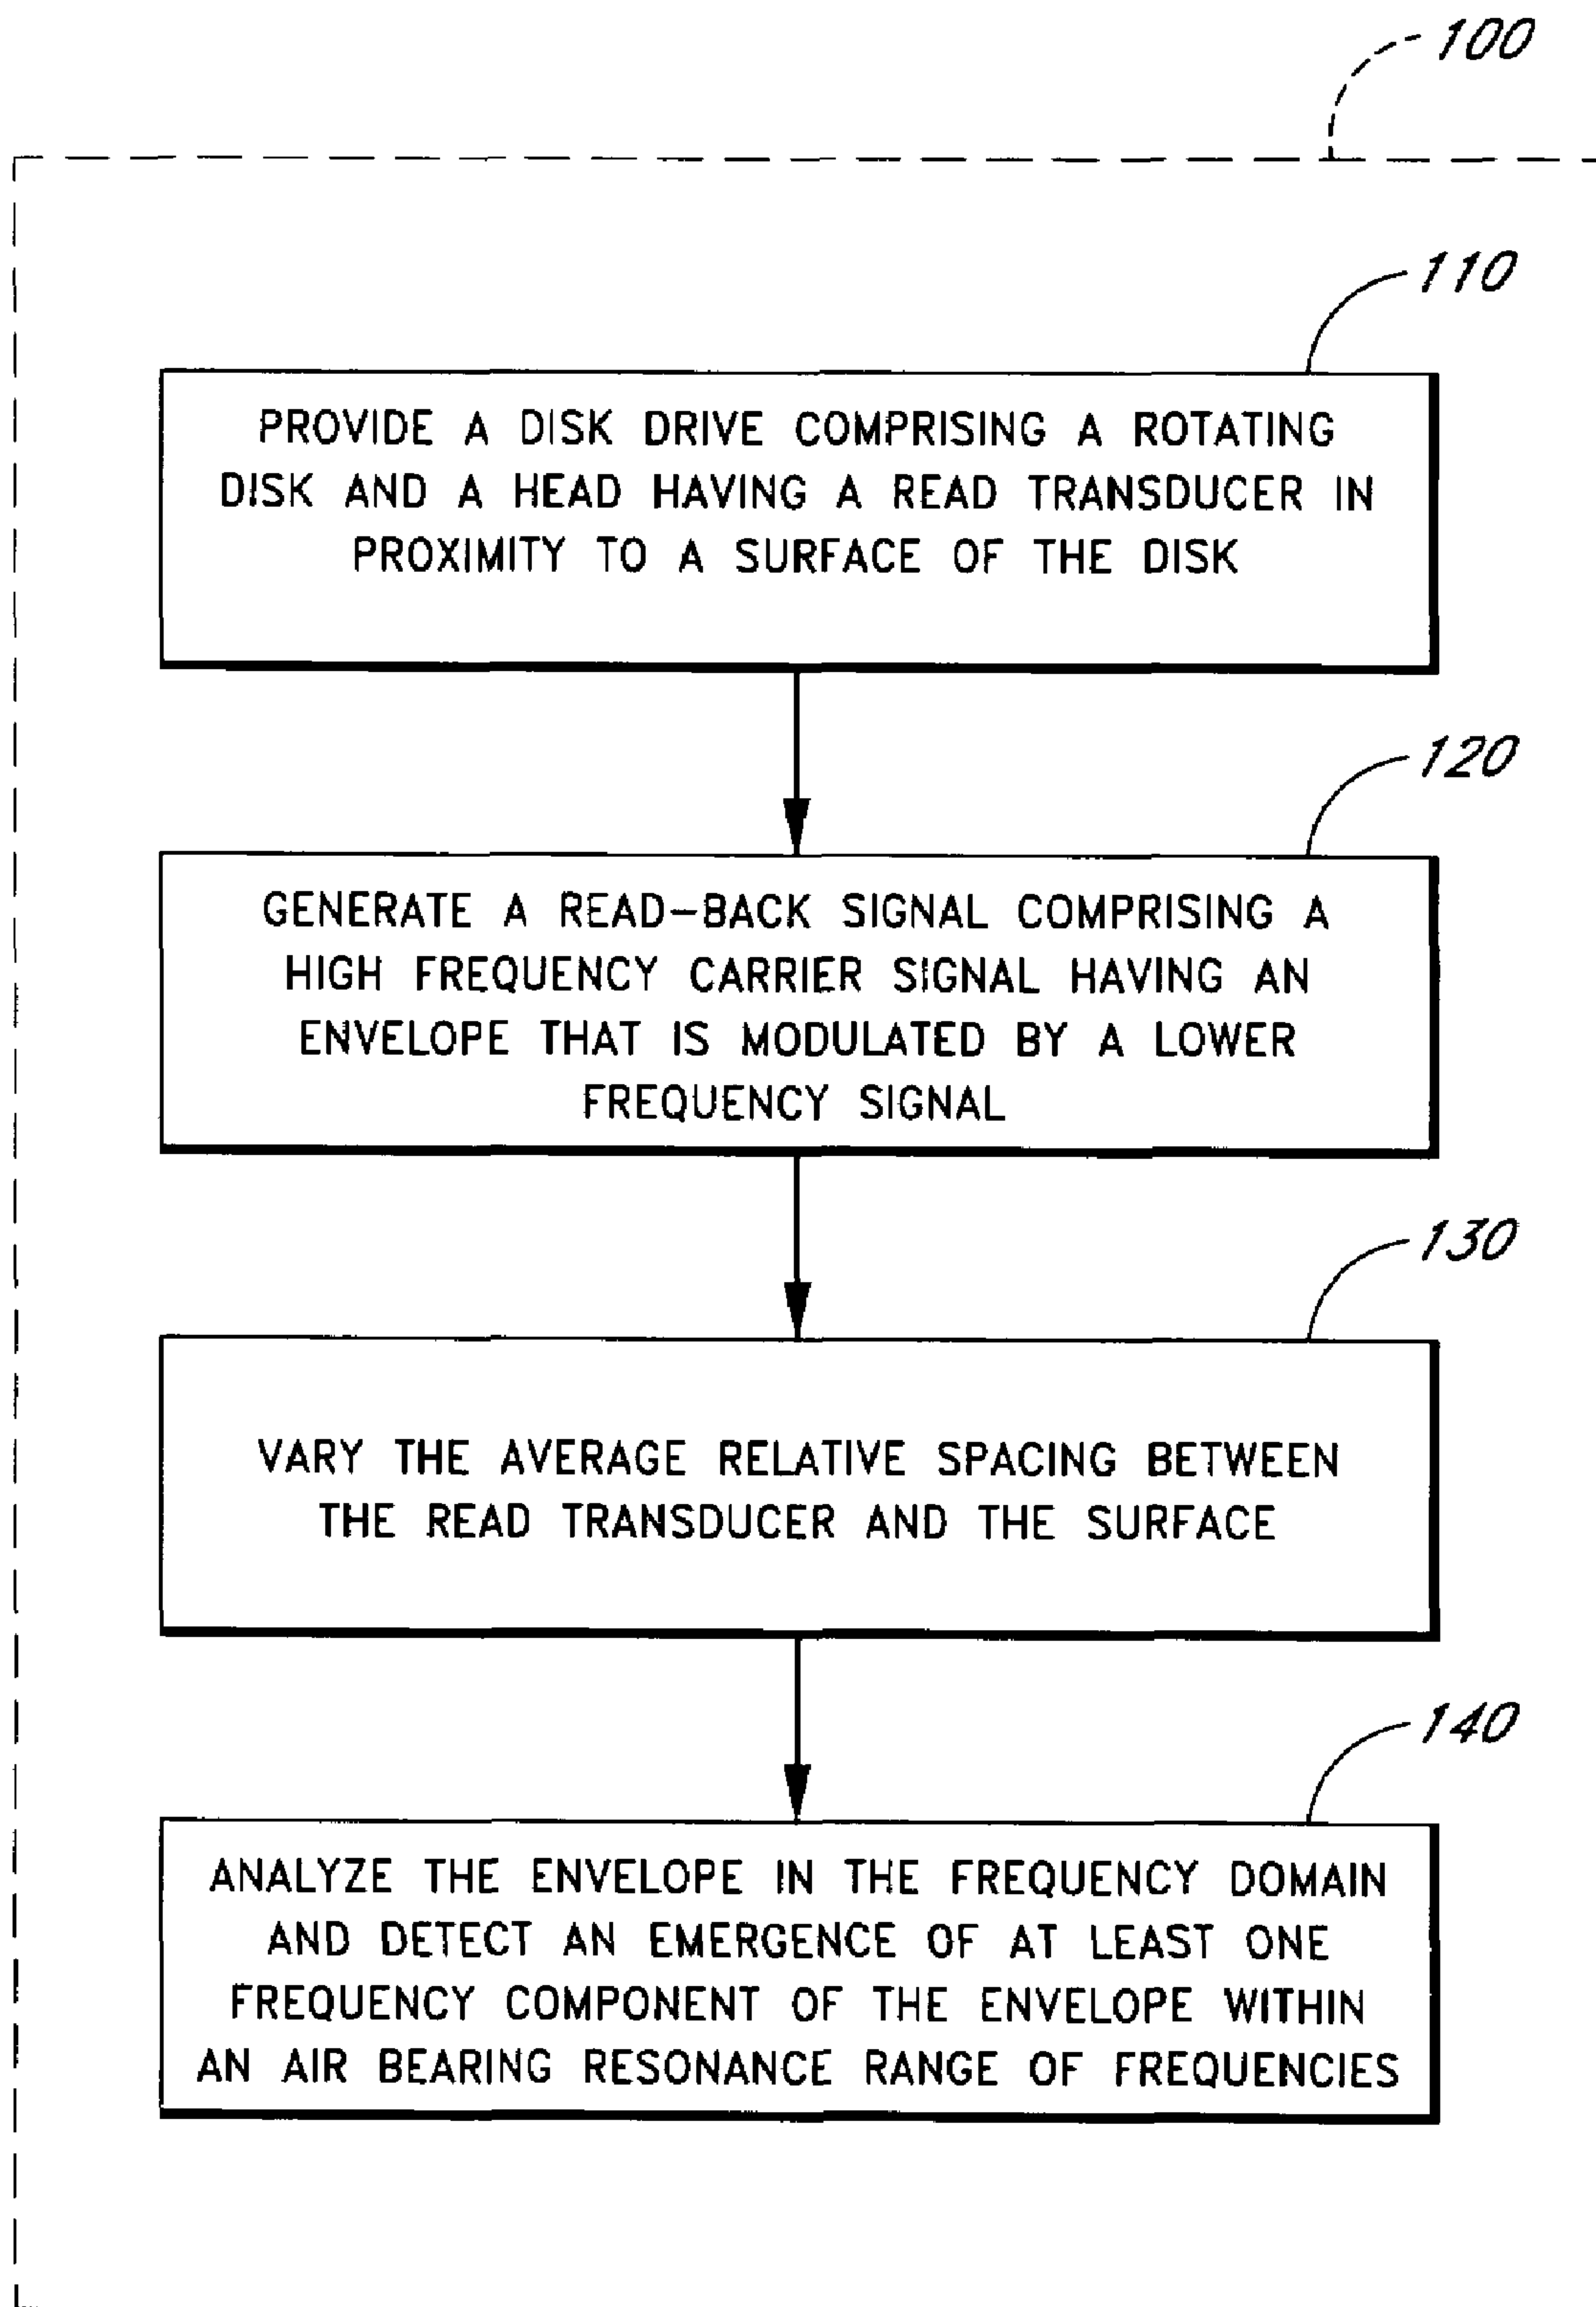 100
110
PROVIDE A DISK DRIVE COMPRISING A ROTATING
DISK AND A HEAD HAVING A READ TRANSDUCER IN
PROXIMITY TO A SURFACE OF THE DISK
120
GENERATE A READ-BACK SIGNAL COMPRISING A
HIGH FREQUENCY CARRIER SIGNAL HAVING AN
ENVELOPE THAT IS MODULATED BY A LOWER
FREQUENCY SIGNAL
130
VARY THE AVERAGE RELATIVE SPACING BETWEEN
THE READ TRANSDUCER AND THE SURFACE
140
ANALYZE THE ENVELOPE IN THE FREQUENCY DOMAIN
AND DETECT AN EMERGENCE OF AT LEAST ONE
FREQUENCY COMPONENT OF THE ENVELOPE WITHIN
AN AIR BEARING RESONANCE RANGE OF FREQUENCIES